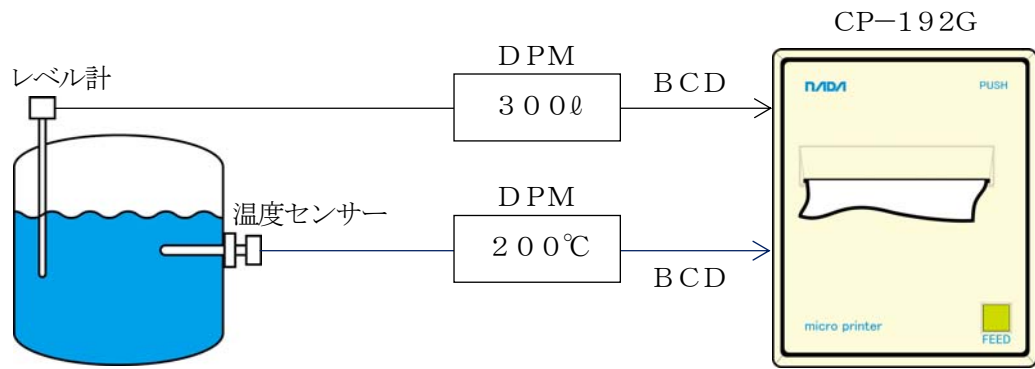 CP−192G
レベル計
DPM
300ℓ
BCD
NADA
PUSH
温度センサー
DPM
200℃
BCD
micro printer
FEED